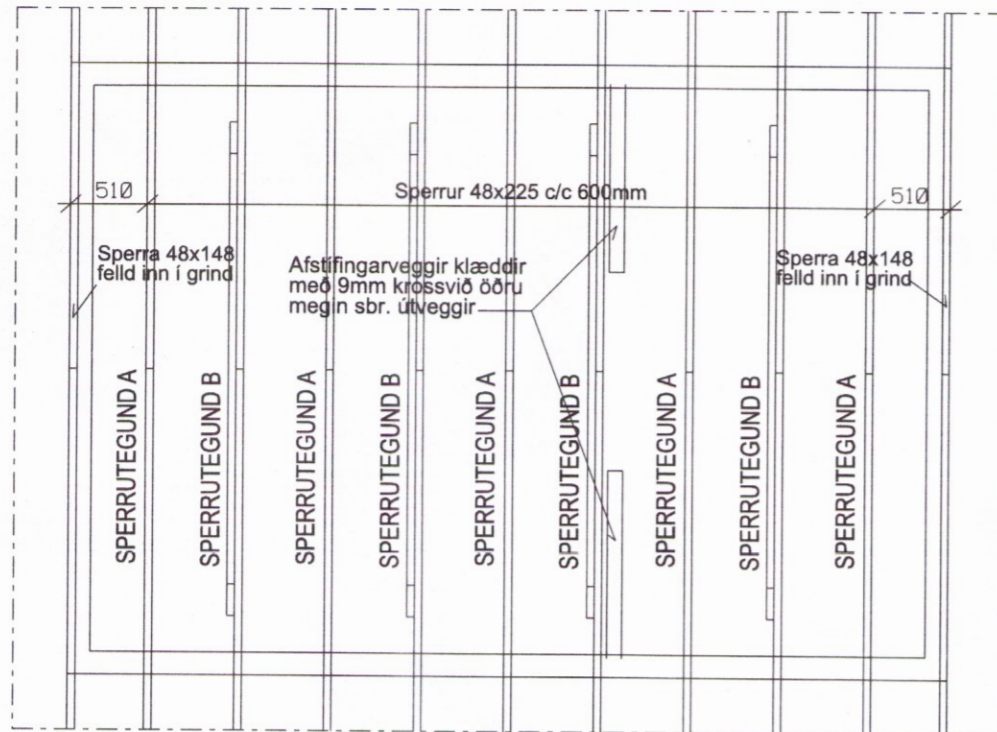 510
Sperrur 48x225 c/c 600mm
510
Sperra 48x148
felld inn í grind
Afstífingarveggir klæddir
með 9mm krossvið öðru
megin sbr. útveggir
Sperra 48x148
felld inn í grind
SPERRUTEGUND A
SPERRUTEGUND B
SPERRUTEGUND A
SPERRUTEGUND B
SPERRUTEGUND A
SPERRUTEGUND B
SPERRUTEGUND A
SPERRUTEGUND B
SPERRUTEGUND A